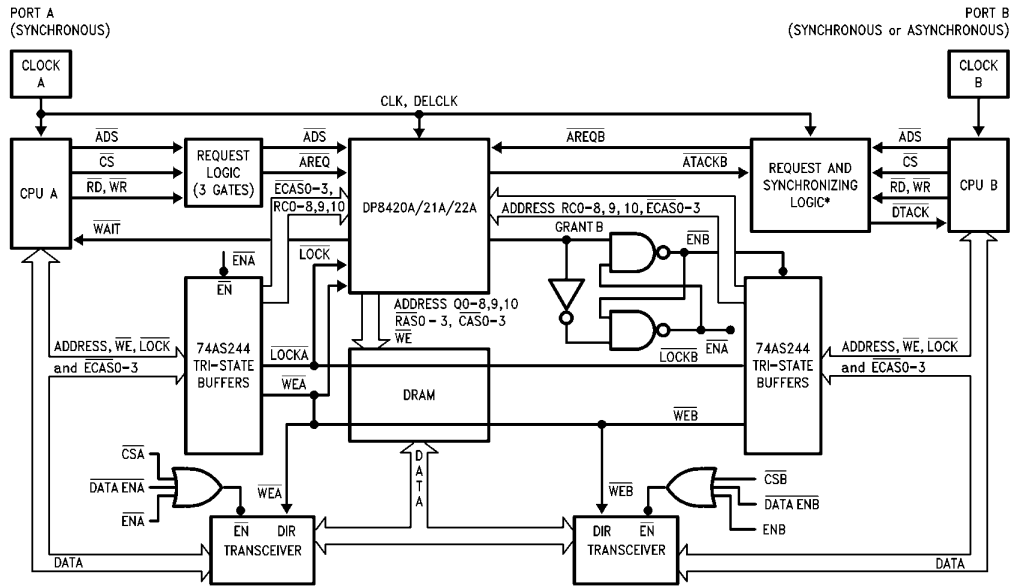 PORT A
(SYNCHRONOUS)
PORT B
(SYNCHRONOUS or ASYNCHRONOUS)
CLOCK
A
CLOCK
B
CLK, DELCLK
CPU A
ADS
CS
RD, WR
WAIT
REQUEST
LOGIC
(3 GATES)
ADS
AREQ
ECAS0-3,
RC0-8,9,10
DP8420A/21A/22A
AREQB
ATACKB
ADDRESS RC0-8, 9, 10, ECAS0-3
GRANT B
REQUEST AND
SYNCHRONIZING
LOGIC*
ADS
CS
RD, WR
DTACK
CPU B
ENA
EN
LOCK
ENB
ENA
74AS244
TRI-STATE
BUFFERS
ADDRESS, WE, LOCK
and ECAS0-3
LOCKA
WEA
ADDRESS Q0-8,9,10
RAS0-3, CAS0-3
WE
DRAM
LOCKB
WEB
74AS244
TRI-STATE
BUFFERS
ADDRESS, WE, LOCK
and ECAS0-3
CSA
DATA ENA
ENA
WEA
EN DIR
TRANSCEIVER
DATA
DATA
WEB
DIR EN
TRANSCEIVER
CSB
DATA ENB
ENB
DATA